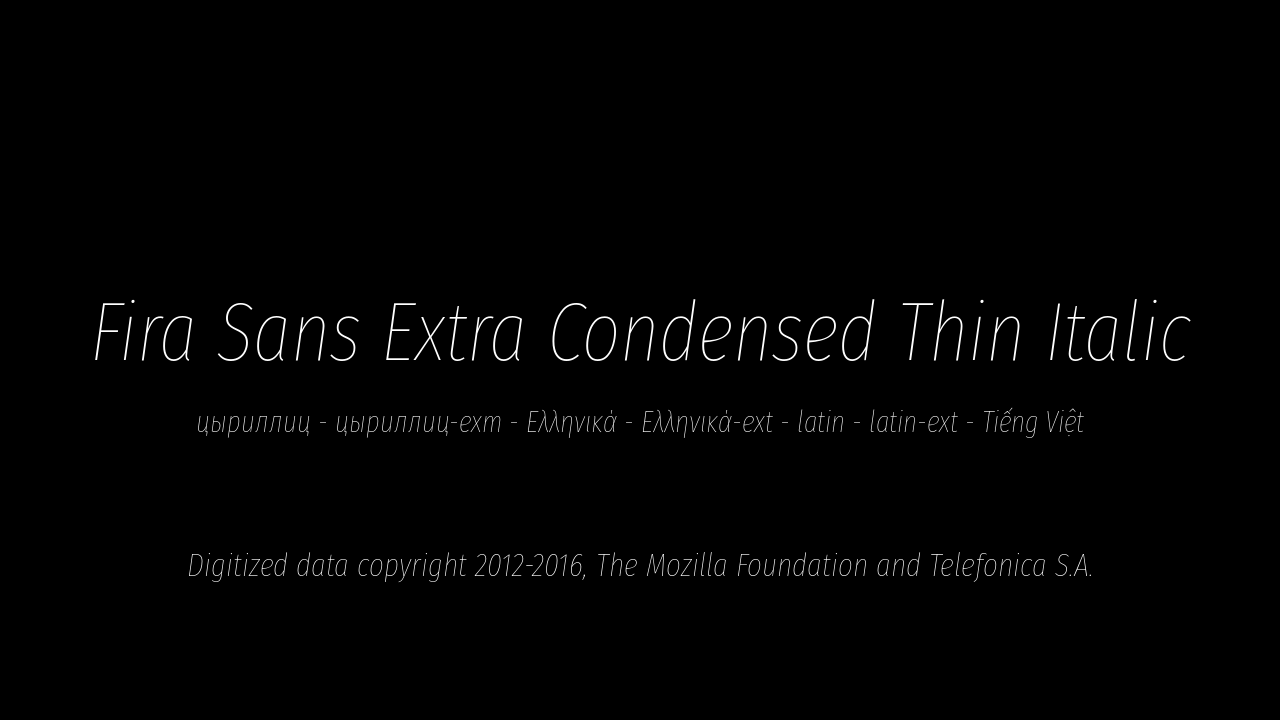 Fira Sans Extra Condensed Thin Italic
цыриллиц - цыриллиц-ехт - Ελληνικά - Ελληνικά-ext - latin - latin-ext - Tiếng Việt
Digitized data copyright 2012-2016, The Mozilla Foundation and Telefonica S.A.